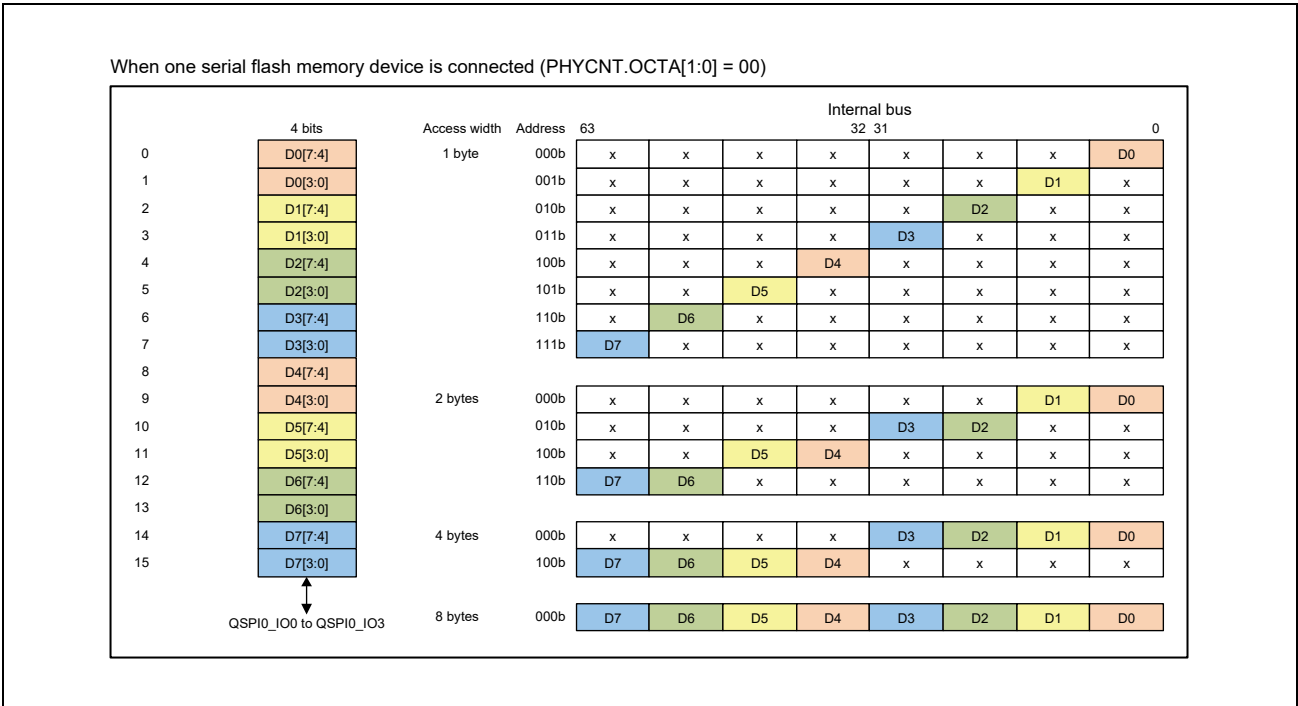 When one serial flash memory device is connected (PHYCNT.OCTA[1:0] = 00)
Internal bus
4 bits Access width Address 63 32 31 0
0 D0[7:4] 1 byte 000b x x x x x x x D0
1 D0[3:0] 001b x x x x x x D1 x
2 D1[7:4] 010b x x x x x D2 x x
3 D1[3:0] 011b x x x x D3 x x x
4 D2[7:4] 100b x x x D4 x x x x
5 D2[3:0] 101b x x D5 x x x x x
6 D3[7:4] 110b x D6 x x x x x x
7 D3[3:0] 111b D7 x x x x x x x
8 D4[7:4]
9 D4[3:0] 2 bytes 000b x x x x x x D1 D0
10 D5[7:4] 010b x x x x D3 D2 x x
11 D5[3:0] 100b x x D5 D4 x x x x
12 D6[7:4] 110b D7 D6 x x x x x x
13 D6[3:0]
14 D7[7:4] 4 bytes 000b x x x x D3 D2 D1 D0
15 D7[3:0] 100b D7 D6 D5 D4 x x x x
QSPI0_IO0 to QSPI0_IO3 8 bytes 000b D7 D6 D5 D4 D3 D2 D1 D0